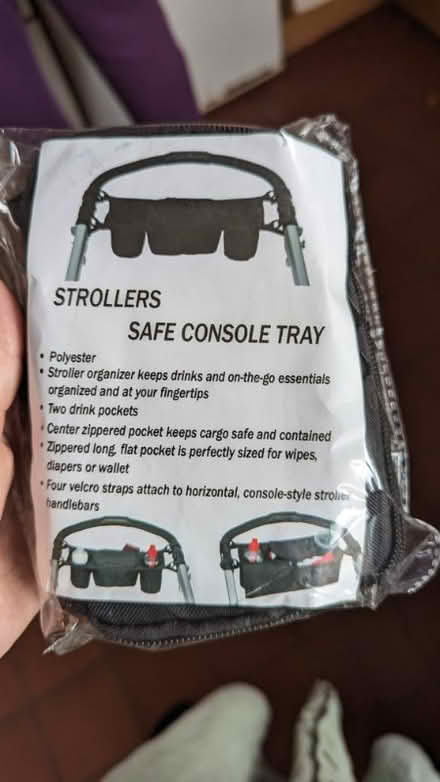 STROLLERS
SAFE CONSOLE TRAY
• Polyester
• Stroller organizer keeps drinks and on-the-go essentials
organized and at your fingertips
• Two drink pockets
• Center zippered pocket keeps cargo safe and contained
• Zippered long, flat pocket is perfectly sized for wipes,
diapers or wallet
• Four velcro straps attach to horizontal, console-style stroller
handlebars